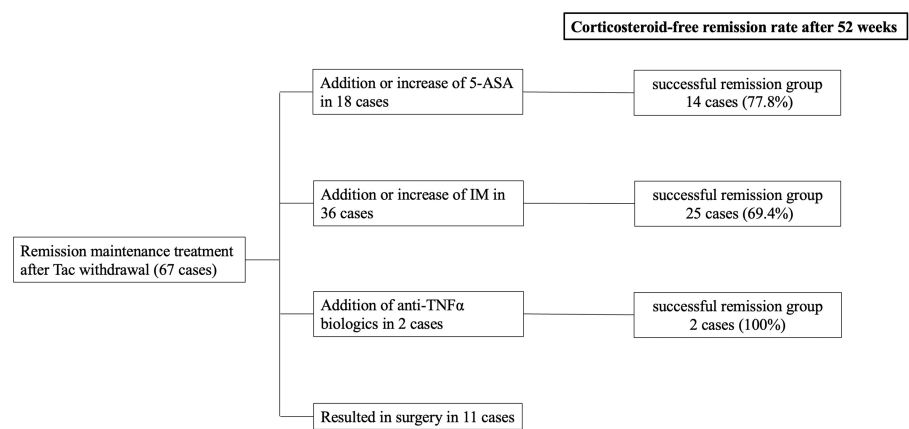 Corticosteroid-free remission rate after 52 weeks
Addition or increase of 5-ASA
in 18 cases
successful remission group
14 cases (77.8%)
Addition or increase of IM in
36 cases
successful remission group
25 cases (69.4%)
Remission maintenance treatment
after Tac withdrawal (67 cases)
Addition of anti-TNFα
biologics in 2 cases
successful remission group
2 cases (100%)
Resulted in surgery in 11 cases